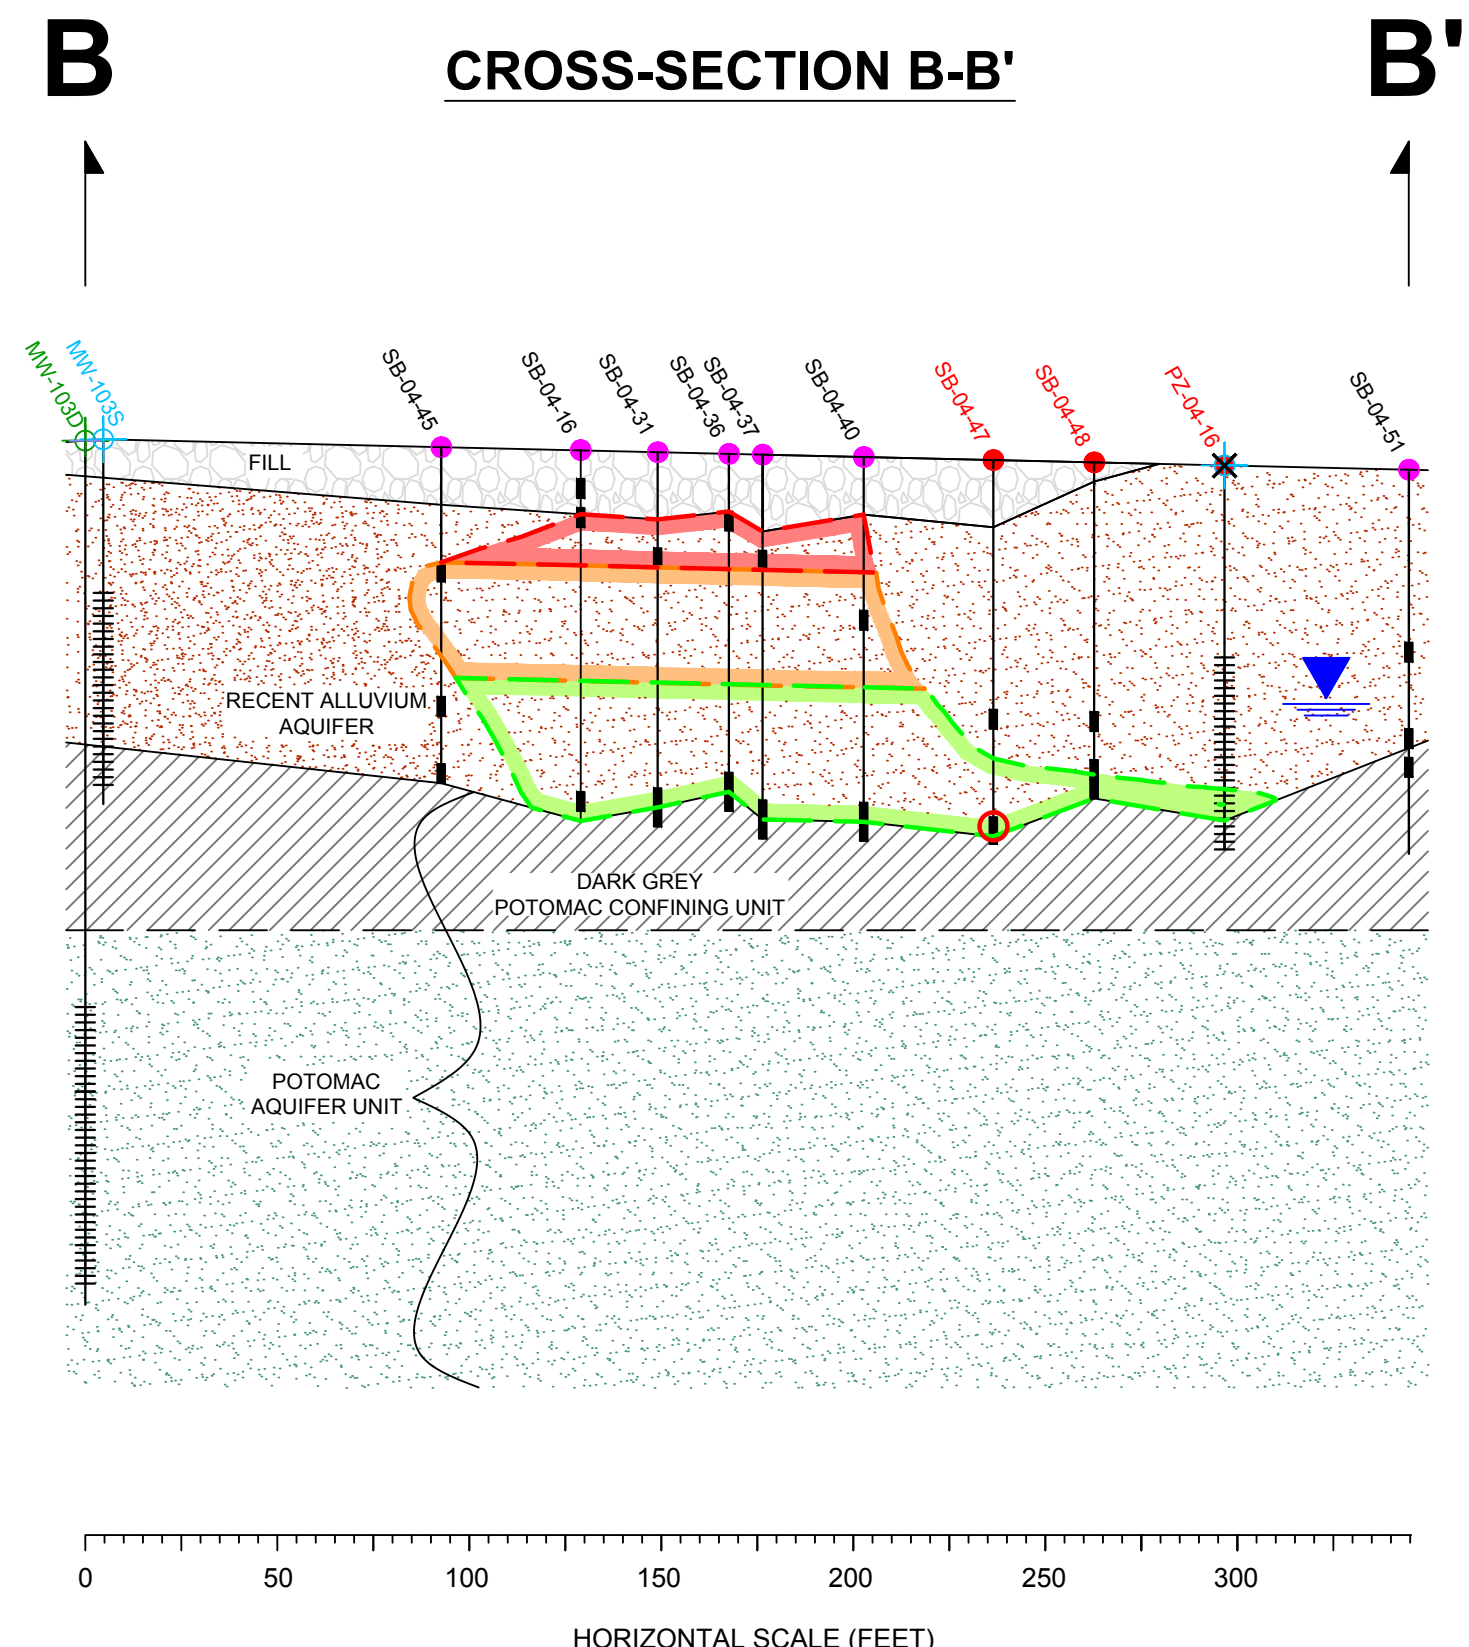 B
CROSS-SECTION B-B'
B'
MW-103D
MW-103S
SB-04-45
SB-04-16
SB-04-31
SB-04-36
SB-04-37
SB-04-40
SB-04-47
SB-04-48
PZ-04-16
SB-04-51
FILL
RECENT ALLUVIUM
AQUIFER
DARK GREY
POTOMAC CONFINING UNIT
POTOMAC
AQUIFER UNIT
0 50 100 150 200 250 300
HORIZONTAL SCALE (FEET)